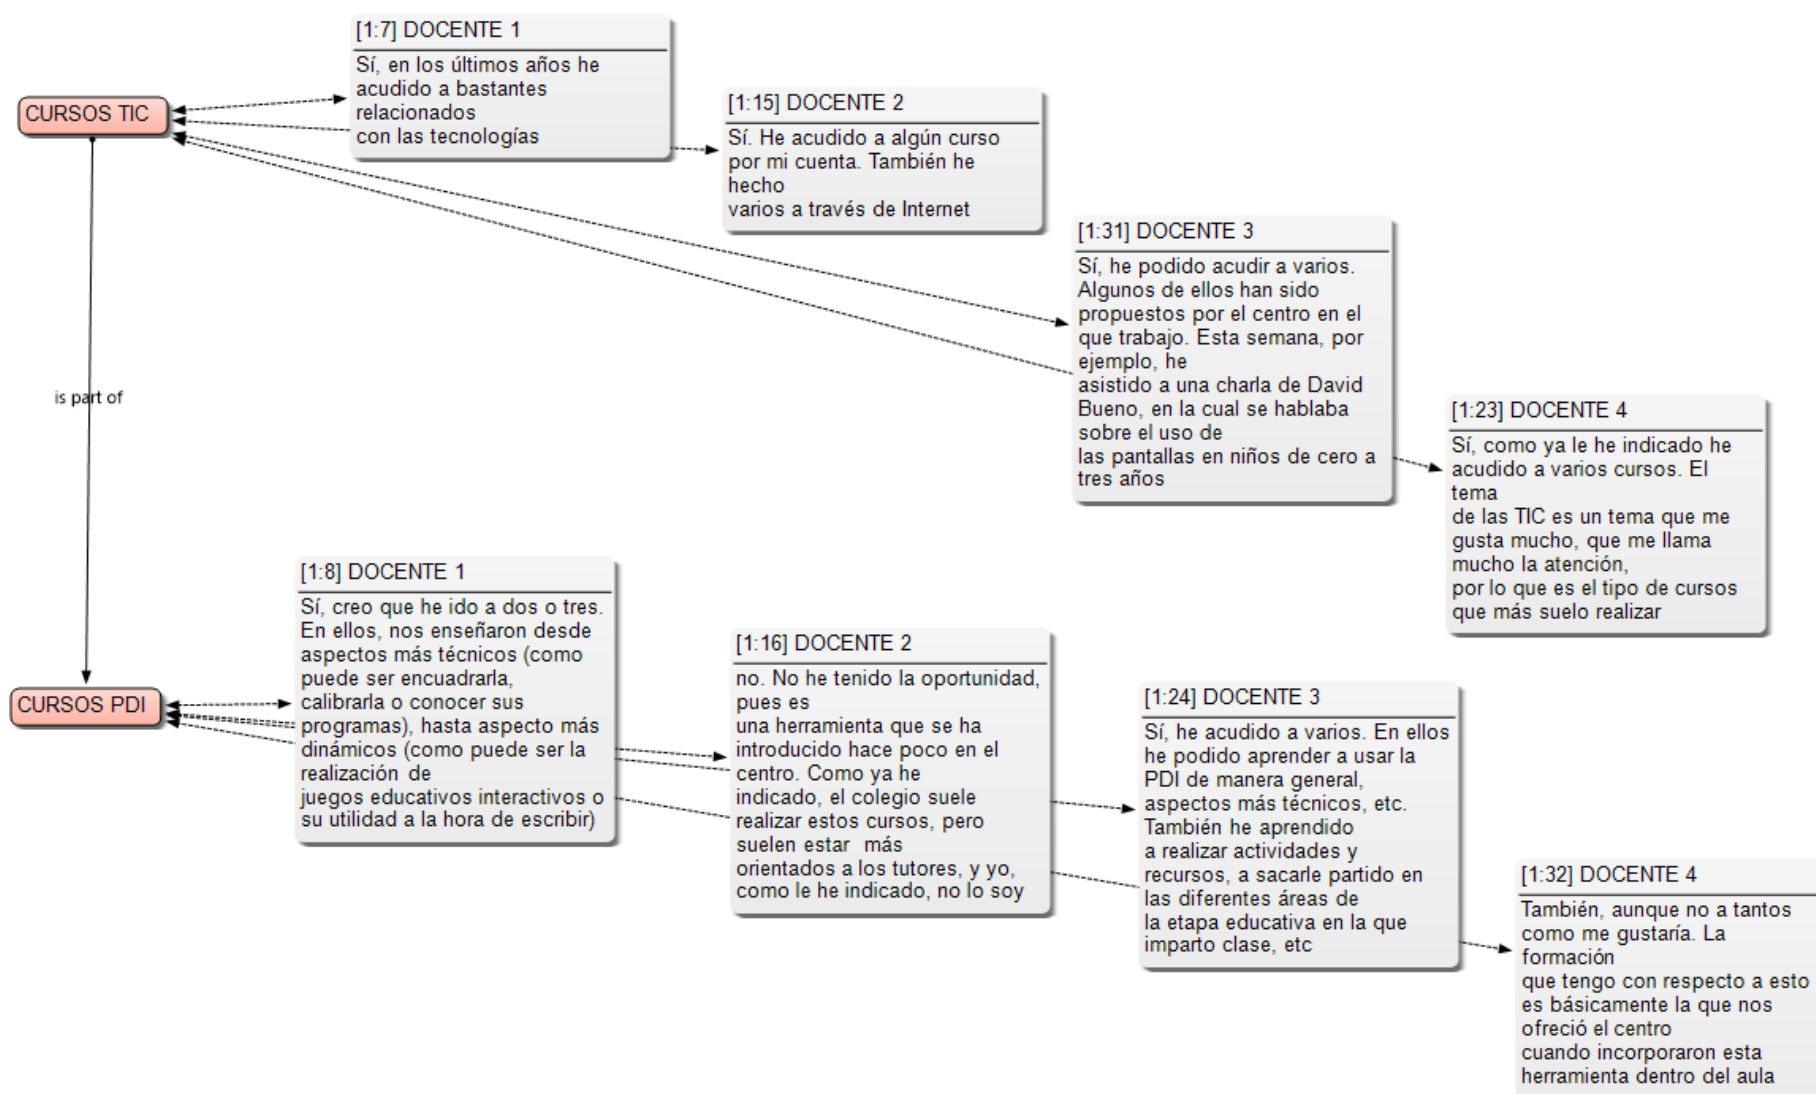 [1:7] DOCENTE 1
Sí, en los últimos años he
acudido a bastantes
relacionados
con las tecnologías
CURSOS TIC
[1:15] DOCENTE 2
Sí. He acudido a algún curso
por mi cuenta. También he
hecho
varios a través de Internet
[1:31] DOCENTE 3
Sí, he podido acudir a varios.
Algunos de ellos han sido
propuestos por el centro en el
que trabajo. Esta semana, por
ejemplo, he
asistido a una charla de David
Bueno, en la cual se hablaba
sobre el uso de
las pantallas en niños de cero a
tres años
is part of
[1:23] DOCENTE 4
Sí, como ya le he indicado he
acudido a varios cursos. El
tema
de las TIC es un tema que me
gusta mucho, que me llama
mucho la atención,
por lo que es el tipo de cursos
que más suelo realizar
CURSOS PDI
[1:8] DOCENTE 1
Sí, creo que he ido a dos o tres.
En ellos, nos enseñaron desde
aspectos más técnicos (como
puede ser encuadrarla,
calibrarla o conocer sus
programas), hasta aspecto más
dinámicos (como puede ser la
realización de
juegos educativos interactivos o
su utilidad a la hora de escribir)
[1:16] DOCENTE 2
no. No he tenido la oportunidad,
pues es
una herramienta que se ha
introducido hace poco en el
centro. Como ya he
indicado, el colegio suele
realizar estos cursos, pero
suelen estar más
orientados a los tutores, y yo,
como le he indicado, no lo soy
[1:24] DOCENTE 3
Sí, he acudido a varios. En ellos
he podido aprender a usar la
PDI de manera general,
aspectos más técnicos, etc.
También he aprendido
a realizar actividades y
recursos, a sacarle partido en
las diferentes áreas de
la etapa educativa en la que
imparto clase, etc
[1:32] DOCENTE 4
También, aunque no a tantos
como me gustaría. La
formación
que tengo con respecto a esto
es básicamente la que nos
ofreció el centro
cuando incorporaron esta
herramienta dentro del aula